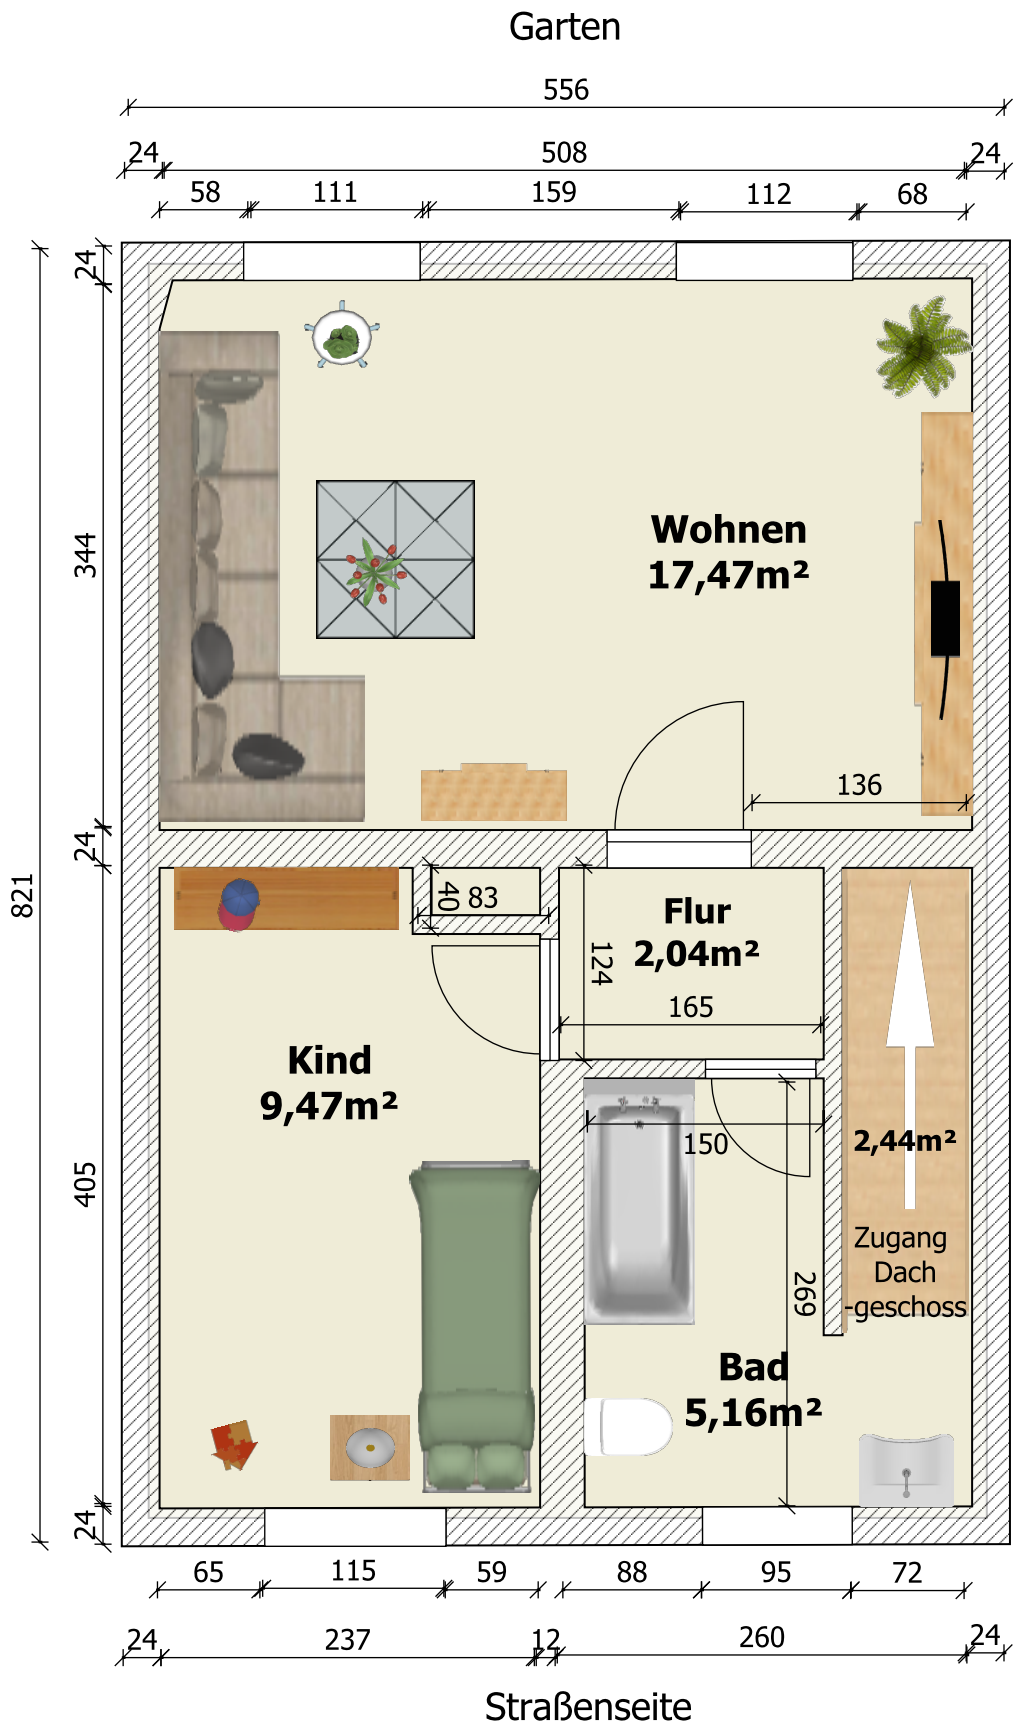 Garten
556
24
508
24
58
111
159
112
68
24
344
Wohnen
17,47m²
136
24
821
40
83
Flur
2,04m²
124
165
Kind
9,47m²
150
2,44m²
405
Zugang
Dach
-geschoss
269
Bad
5,16m²
24
65
115
59
88
95
72
24
237
12
260
24
Straßenseite